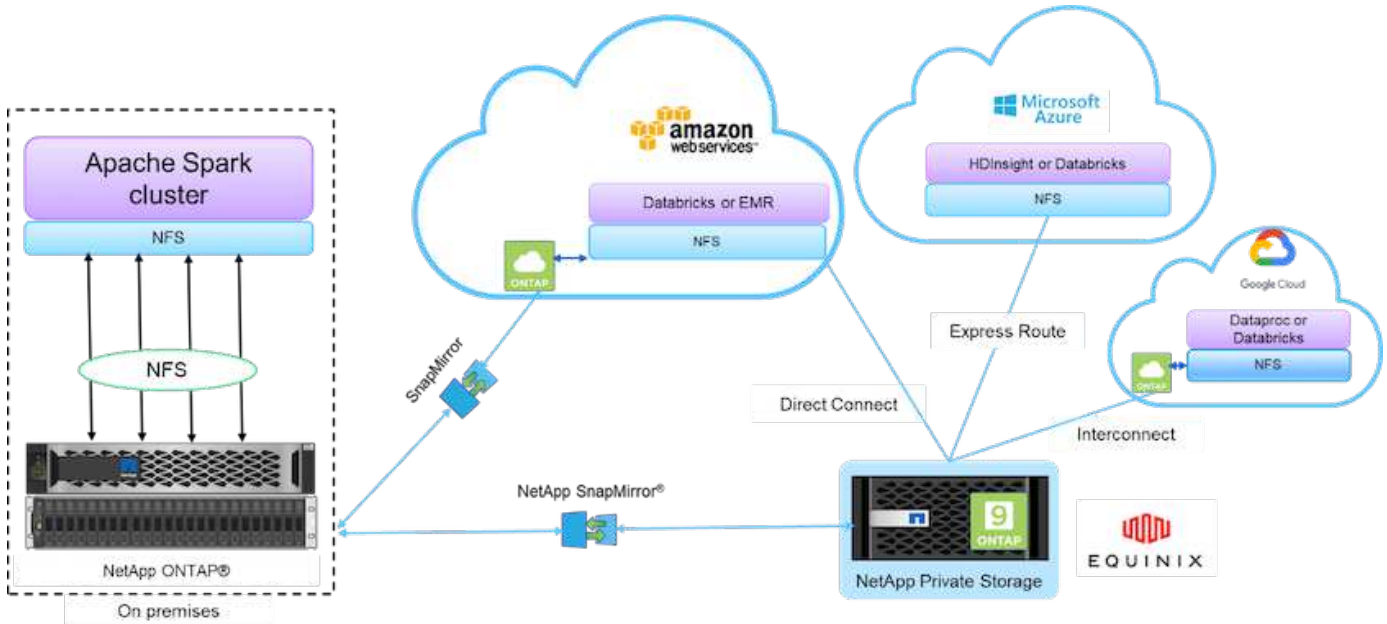 Apache Spark
cluster
NFS
NFS
NetApp ONTAP®
On premises
amazon
webservices™
Databricks or EMR
NFS
ONTAP
SnapMirror
NetApp SnapMirror®
Microsoft
Azure
HDInsight or Databricks
NFS
Express Route
Direct Connect
Google Cloud
Dataproc or
Databricks
NFS
ONTAP
Interconnect
9
ONTAP
NetApp Private Storage
EQUINIX